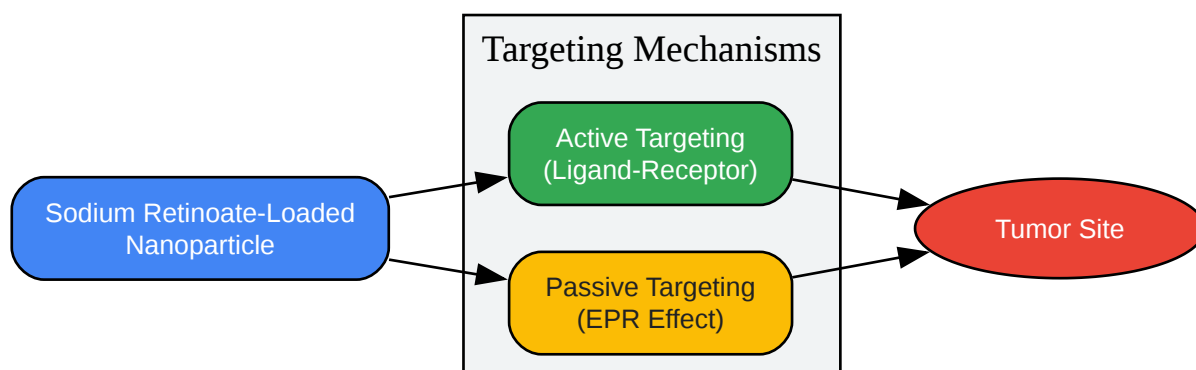 Targeting Mechanisms
Active Targeting
(Ligand-Receptor)
Sodium Retinoate-Loaded
Nanoparticle
Tumor Site
Passive Targeting
(EPR Effect)